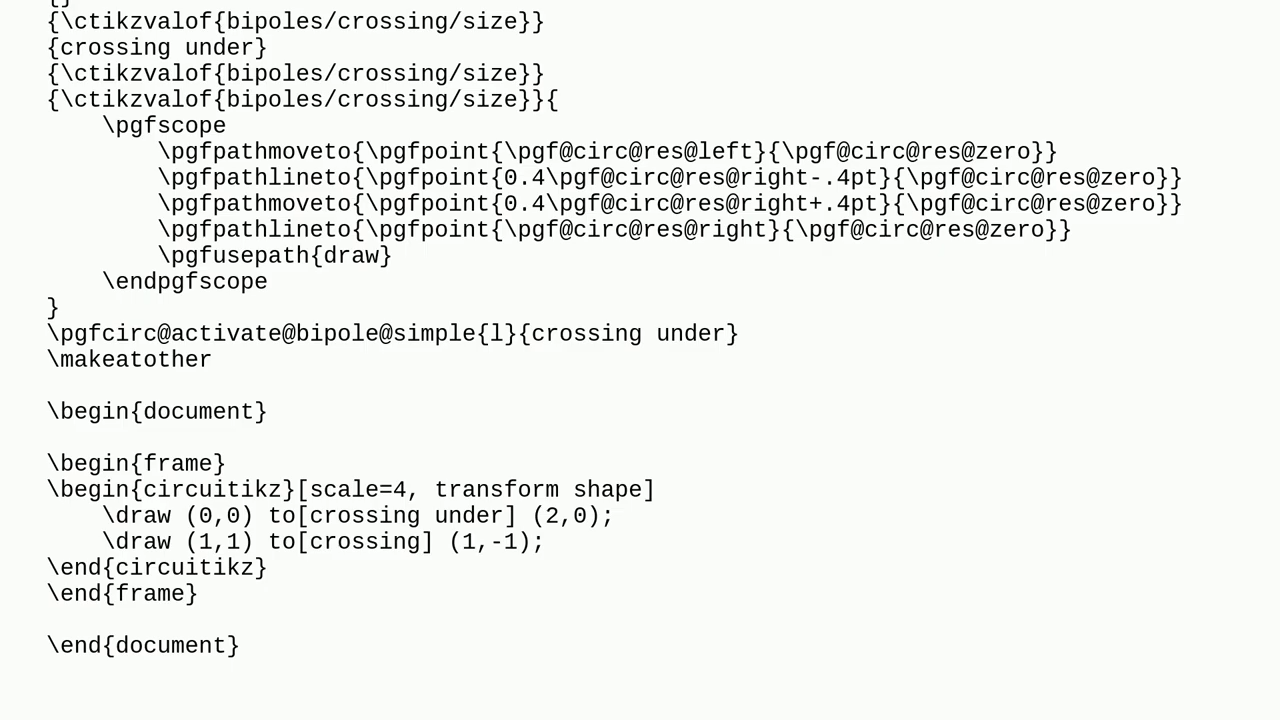 {}
{\ctikzvalof{bipoles/crossing/size}}
{crossing under}
{\ctikzvalof{bipoles/crossing/size}}
{\ctikzvalof{bipoles/crossing/size}}{
    \pgfscope
        \pgfpathmoveto{\pgfpoint{\pgf@circ@res@left}{\pgf@circ@res@zero}}
        \pgfpathlineto{\pgfpoint{0.4\pgf@circ@res@right-.4pt}{\pgf@circ@res@zero}}
        \pgfpathmoveto{\pgfpoint{0.4\pgf@circ@res@right+.4pt}{\pgf@circ@res@zero}}
        \pgfpathlineto{\pgfpoint{\pgf@circ@res@right}{\pgf@circ@res@zero}}
        \pgfusepath{draw}
    \endpgfscope
}
\pgfcirc@activate@bipole@simple{l}{crossing under}
\makeatother
\begin{document}
\begin{frame}
\begin{circuitikz}[scale=4, transform shape]
    \draw (0,0) to[crossing under] (2,0);
    \draw (1,1) to[crossing] (1,-1);
\end{circuitikz}
\end{frame}
\end{document}